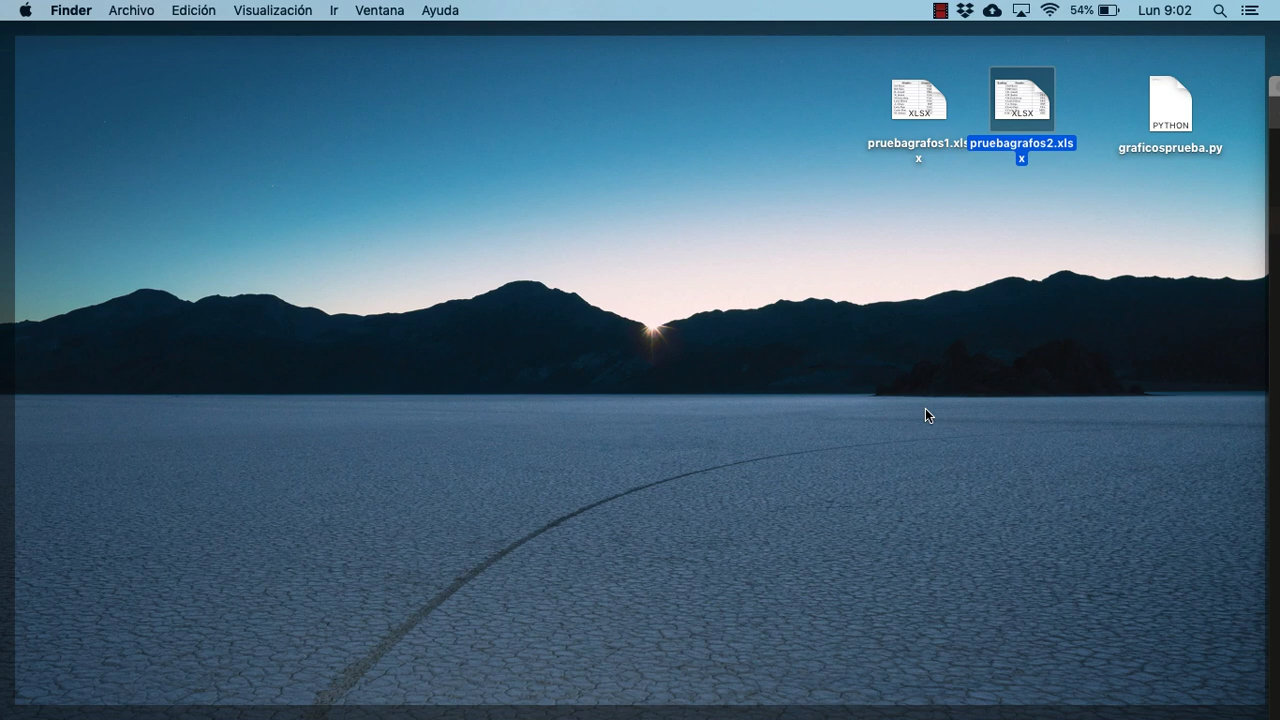 Finder Archivo Edición Visualización Ir Ventana Ayuda 54% Lun 9:02
XLSX
pruebagrafos1.xls
x
XLSX
pruebagrafos2.xls
x
PYTHON
graficosprueba.py